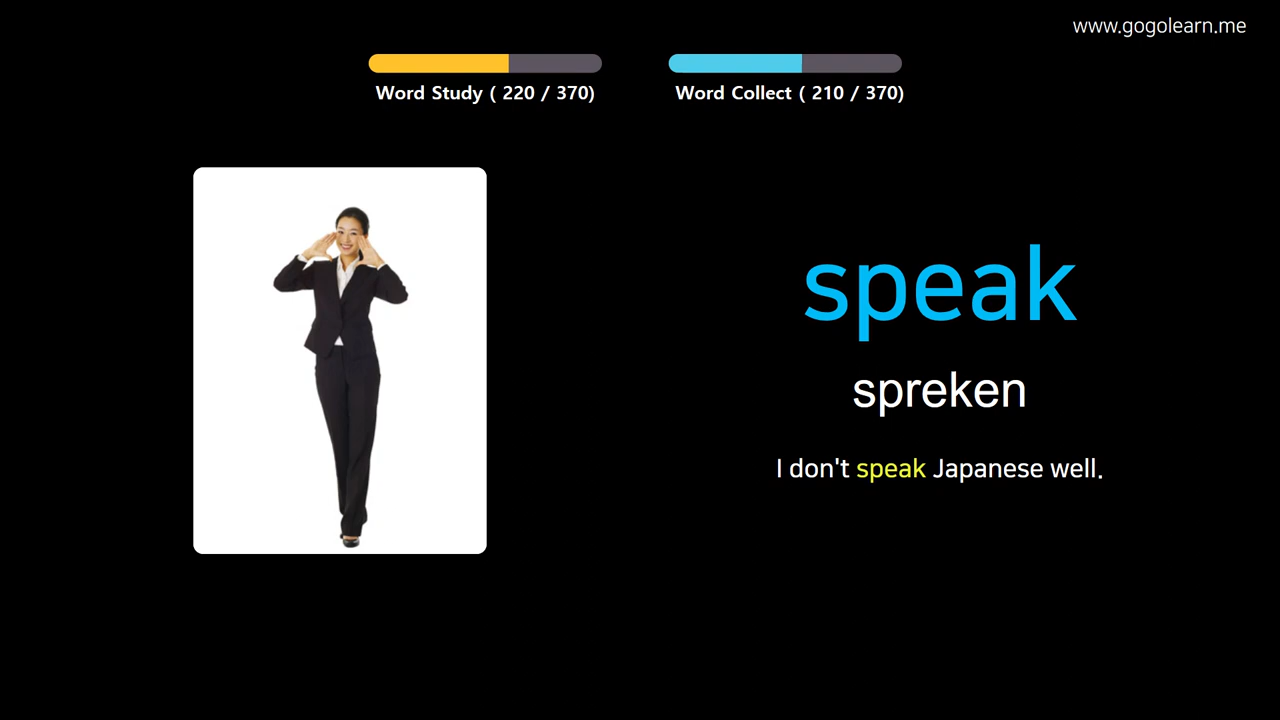 www.gogolearn.me
Word Study ( 220 / 370)
Word Collect ( 210 / 370)
speak
spreken
I don't speak Japanese well.